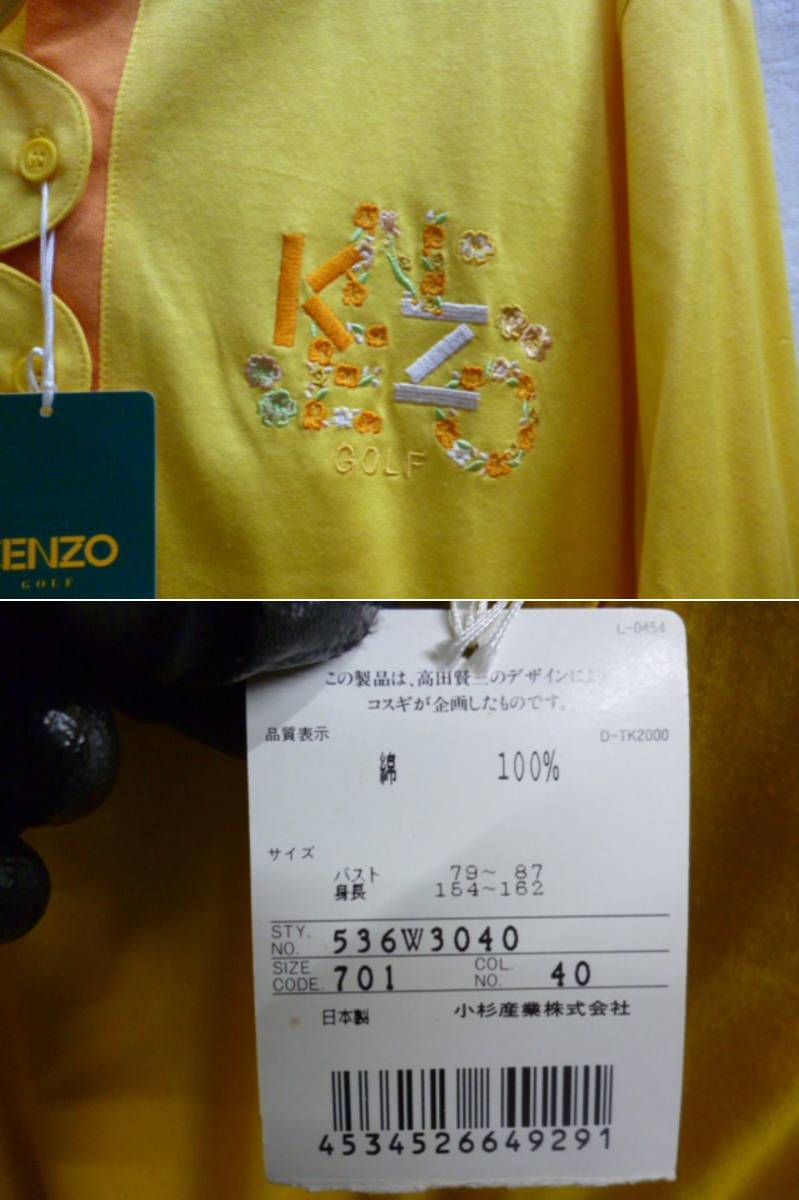 KENZO
GOLF
KENZO
GOLF
L-0454
この製品は、高田賢三のデザインにより
コスギが企画したものです。
品質表示
D-TK2000
綿 100%
サイズ
バスト 79~ 87
身長 154~162
STY. NO. 536W3040
SIZE CODE. 701 COL. NO. 40
日本製 小杉産業株式会社
4534526649291